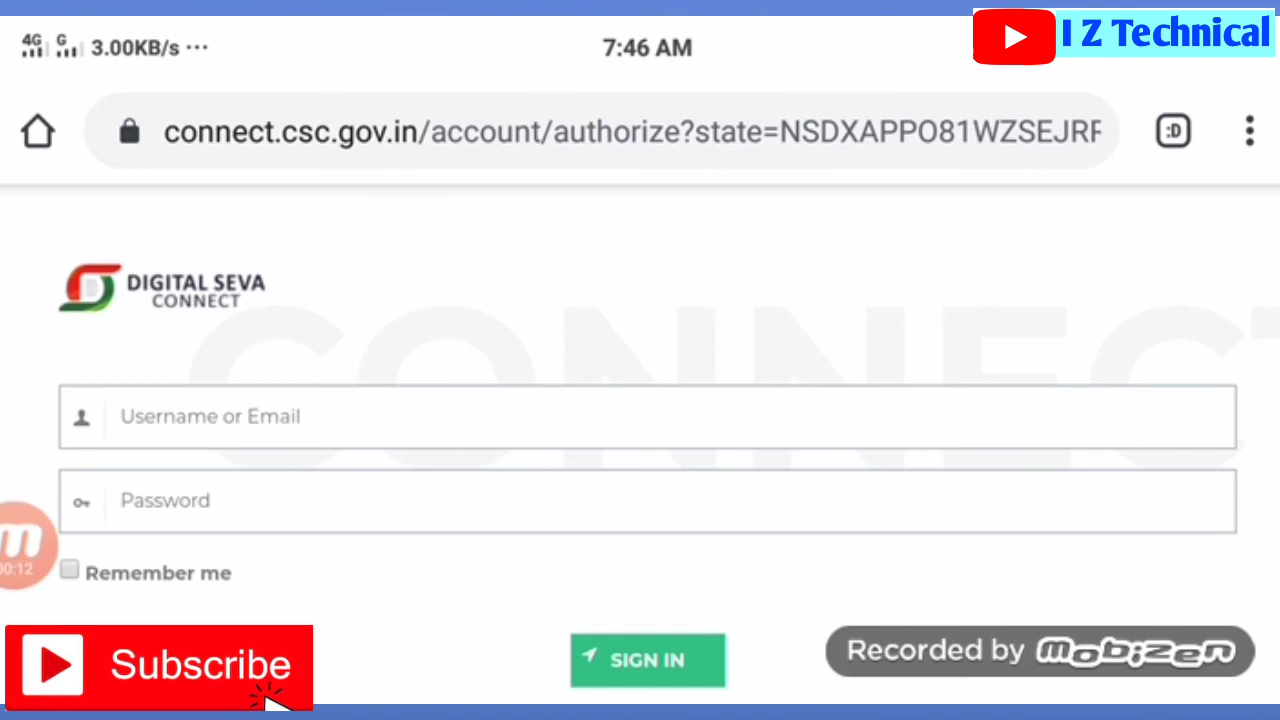 4G G 3.00KB/s ···
7:46 AM
I Z Technical
connect.csc.gov.in/account/authorize?state=NSDXAPPO81WZSEJRF
:D
DIGITAL SEVA
CONNECT
CONNECT
Username or Email
Password
m
00:12
Remember me
Subscribe
SIGN IN
Recorded by mobizen